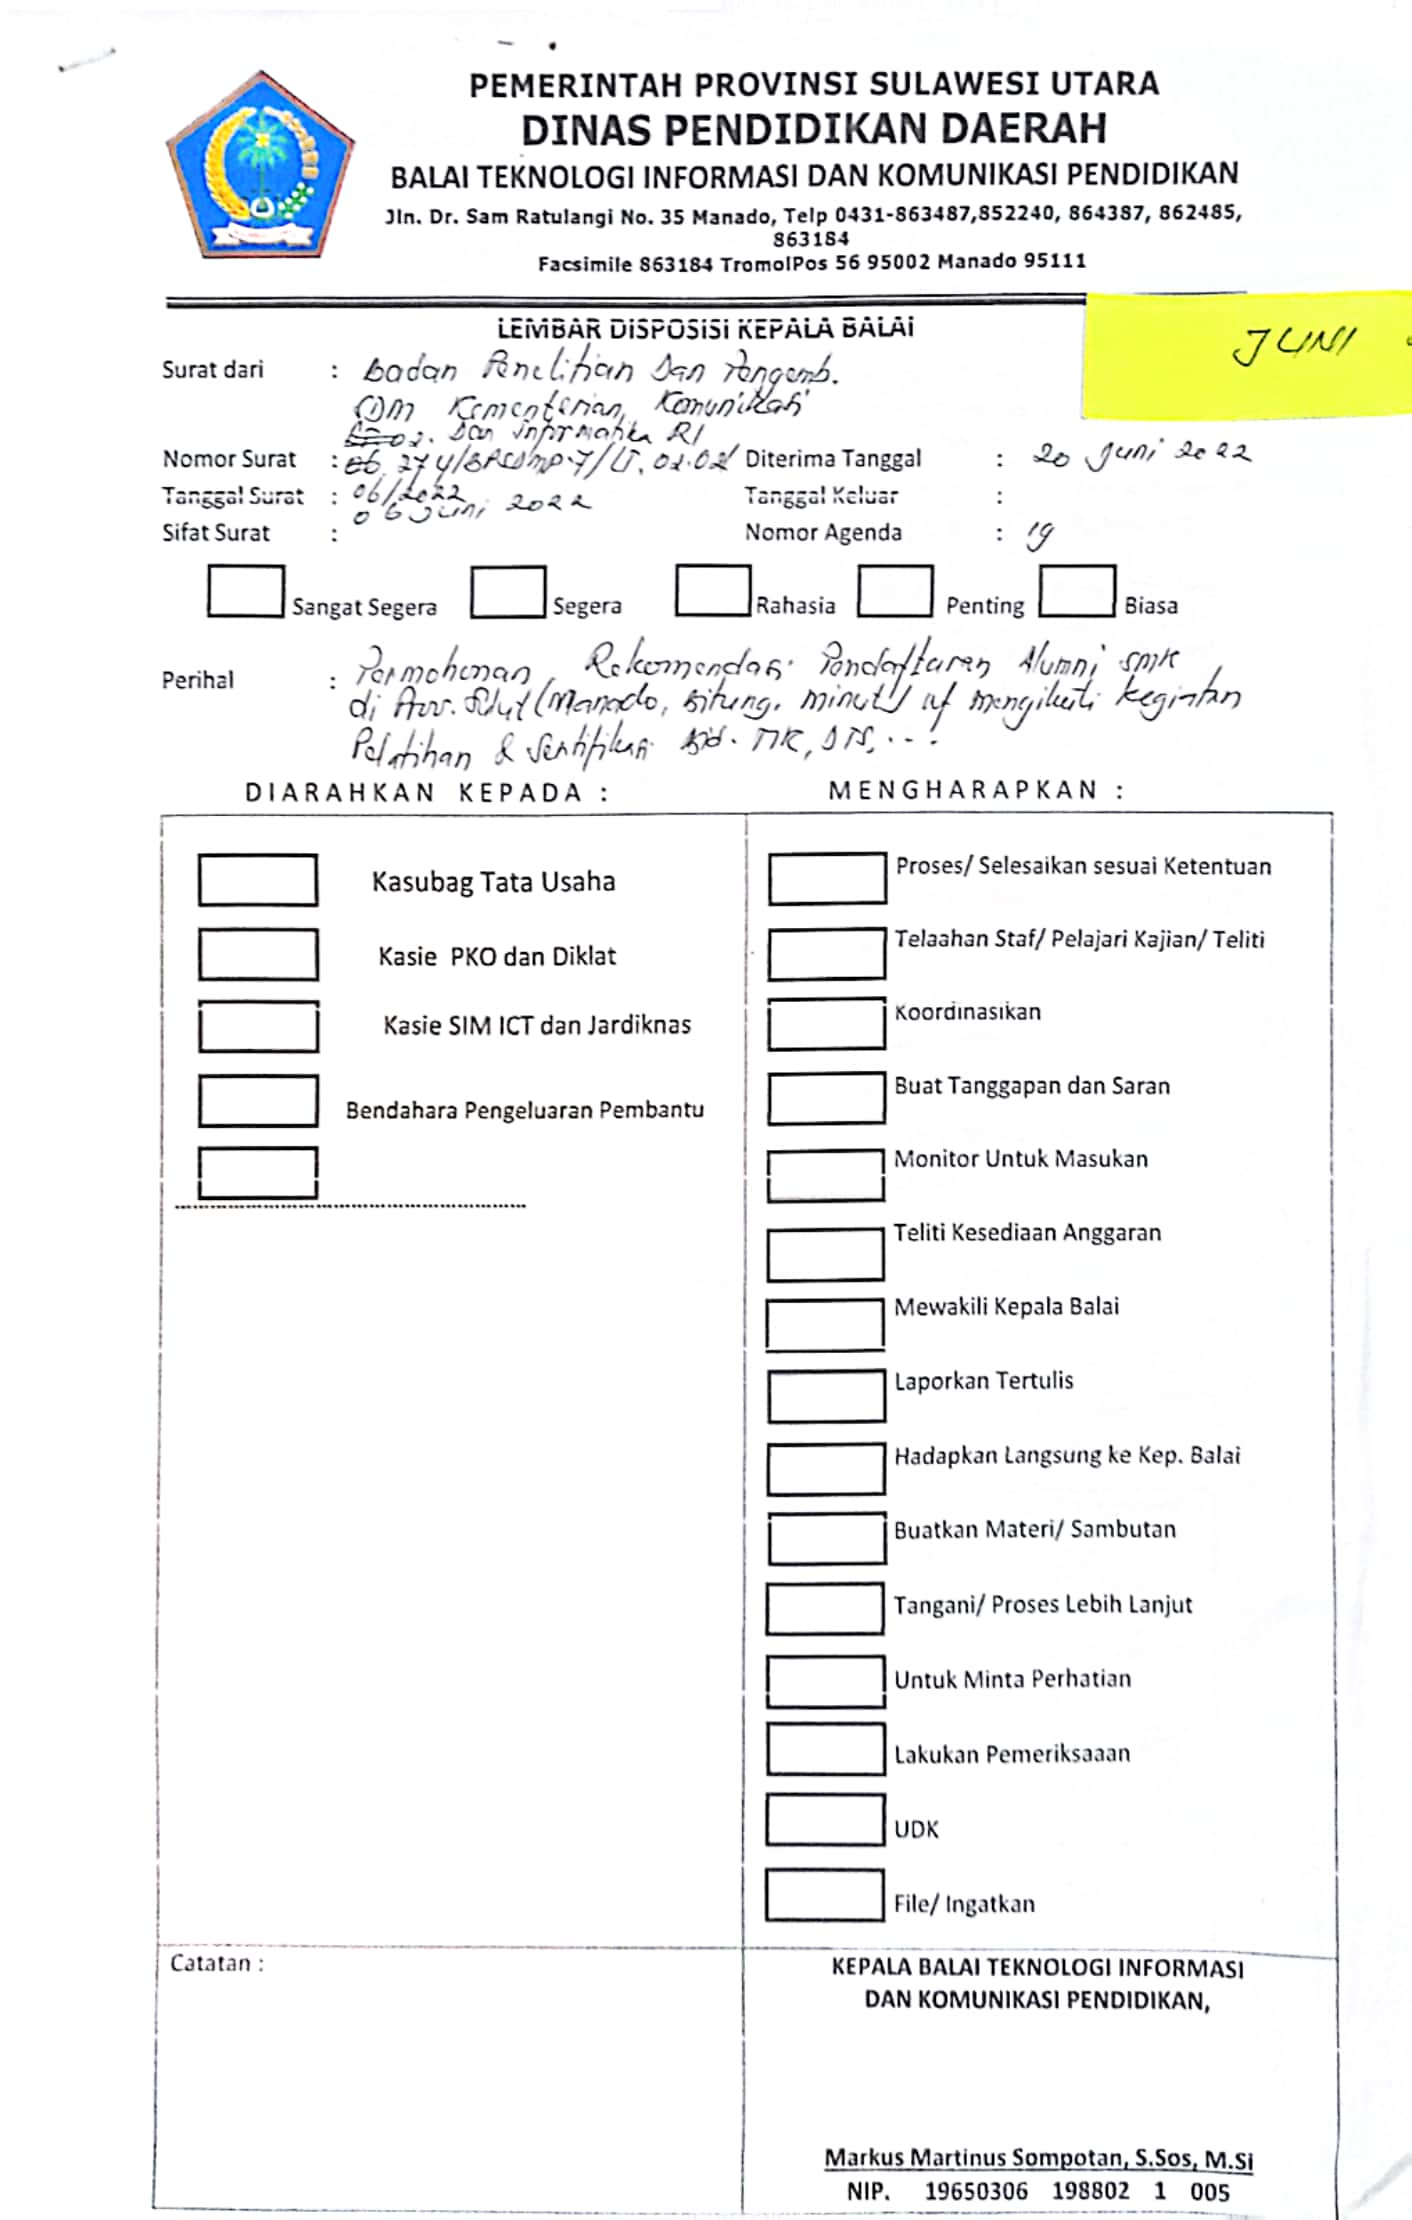 PEMERINTAH PROVINSI SULAWESI UTARA
DINAS PENDIDIKAN DAERAH
BALAI TEKNOLOGI INFORMASI DAN KOMUNIKASI PENDIDIKAN
Jln. Dr. Sam Ratulangi No. 35 Manado, Telp 0431-863487,852240, 864387, 862485,
863184
Facsimile 863184 TromolPos 56 95002 Manado 95111
LEMBAR DISPOSISI KEPALA BALAI
JUNI
Surat dari : Badan Penelitian Dan Pengemb.
SDM Kementerian Komunikasi
Dan Informatika RI
Nomor Surat : Diterima Tanggal : 20 Juni 2022
06/2022
Tanggal Surat : 06 Juni 2022 Tanggal Keluar :
Sifat Surat : Nomor Agenda : 19
Sangat Segera Segera Rahasia Penting Biasa
Perihal : Permohonan Rekomendasi Pendaftaran Alumni SMK
di Prov. Sulut (Manado, Bitung, Minut) mengikuti kegiatan
Pelatihan & Sertifikasi Bid. TIK, DTS, ...!
DIARAHKAN KEPADA : MENGHARAPKAN :
Kasubag Tata Usaha
Kasie PKO dan Diklat
Kasie SIM ICT dan Jardiknas
Bendahara Pengeluaran Pembantu
Proses/ Selesaikan sesuai Ketentuan
Telaahan Staf/ Pelajari Kajian/ Teliti
Koordinasikan
Buat Tanggapan dan Saran
Monitor Untuk Masukan
Teliti Kesediaan Anggaran
Mewakili Kepala Balai
Laporkan Tertulis
Hadapkan Langsung ke Kep. Balai
Buatkan Materi/ Sambutan
Tangani/ Proses Lebih Lanjut
Untuk Minta Perhatian
Lakukan Pemeriksaaan
UDK
File/ Ingatkan
Catatan :
KEPALA BALAI TEKNOLOGI INFORMASI
DAN KOMUNIKASI PENDIDIKAN,
Markus Martinus Sompotan, S.Sos, M.Si
NIP. 19650306 198802 1 005